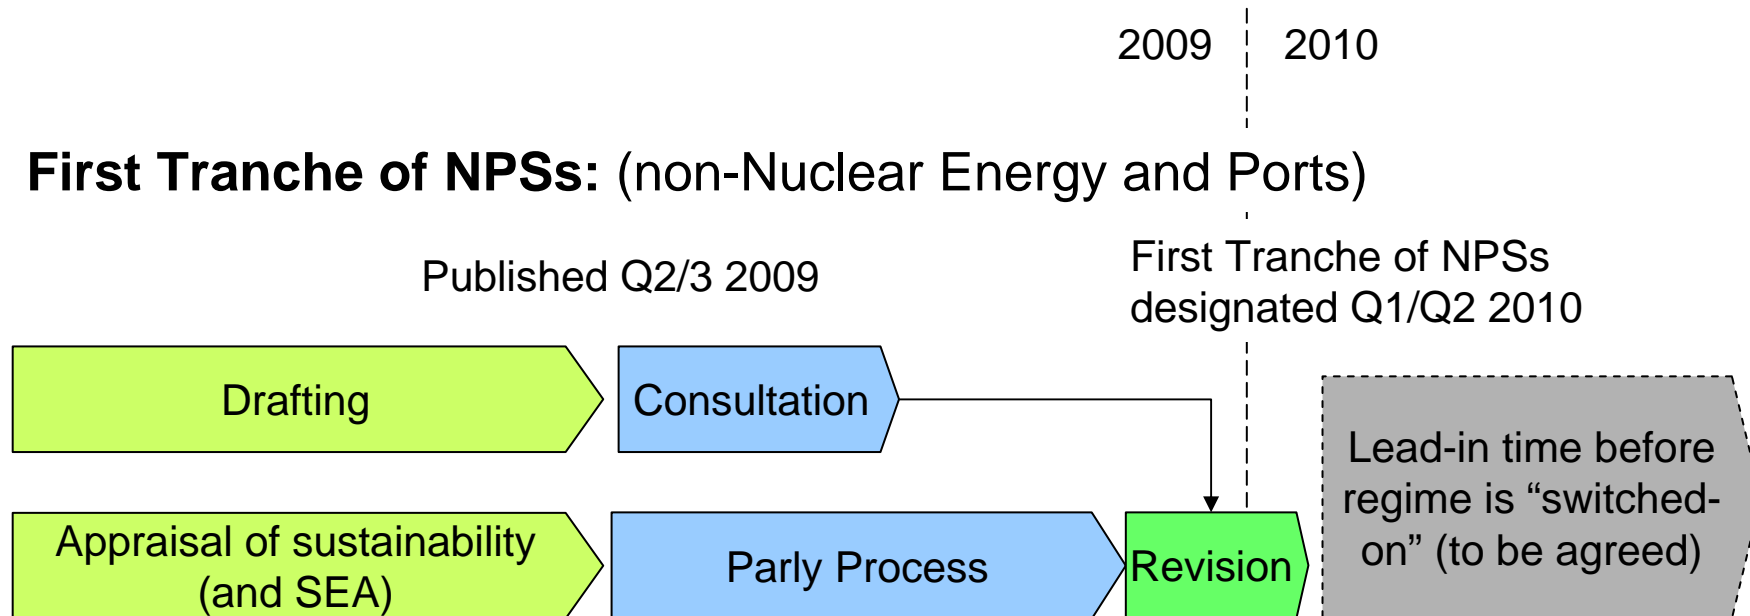 2009
2010
First Tranche of NPSs: (non-Nuclear Energy and Ports)
Published Q2/3 2009
First Tranche of NPSs
designated Q1/Q2 2010
Drafting
Consultation
Lead-in time before
regime is “switched-
on” (to be agreed)
Appraisal of sustainability
(and SEA)
Parly Process
Revision